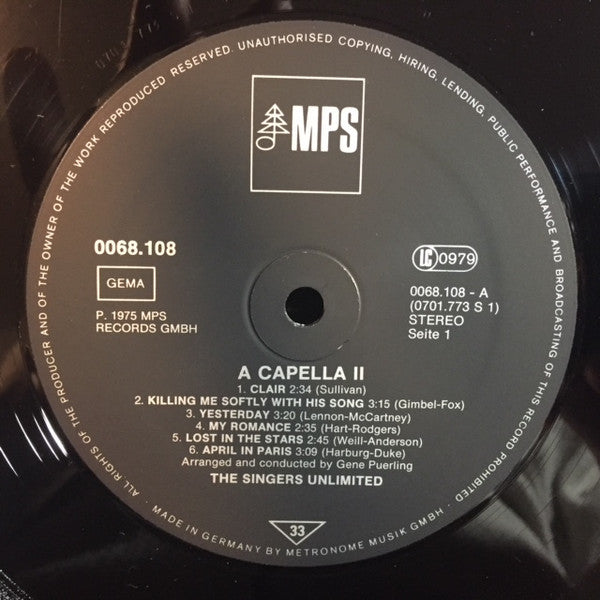 ALL RIGHTS OF THE PRODUCER AND OF THE OWNER OF THE WORK REPRODUCED RESERVED. UNAUTHORISED COPYING, HIRING, LENDING, PUBLIC PERFORMANCE AND BROADCASTING OF THIS RECORD PROHIBITED
MPS
0068.108
GEMA
P. 1975 MPS
RECORDS GMBH
LC 0979
0068.108 - A
(0701.773 S 1)
STEREO
Seite 1
A CAPELLA II
1. CLAIR 2:34 (Sullivan)
2. KILLING ME SOFTLY WITH HIS SONG 3:15 (Gimbel-Fox)
3. YESTERDAY 3:20 (Lennon-McCartney)
4. MY ROMANCE 2:35 (Hart-Rodgers)
5. LOST IN THE STARS 2:45 (Weill-Anderson)
6. APRIL IN PARIS 3:09 (Harburg-Duke)
Arranged and conducted by Gene Puerling
THE SINGERS UNLIMITED
33
• MADE IN GERMANY BY METRONOME MUSIK GMBH •